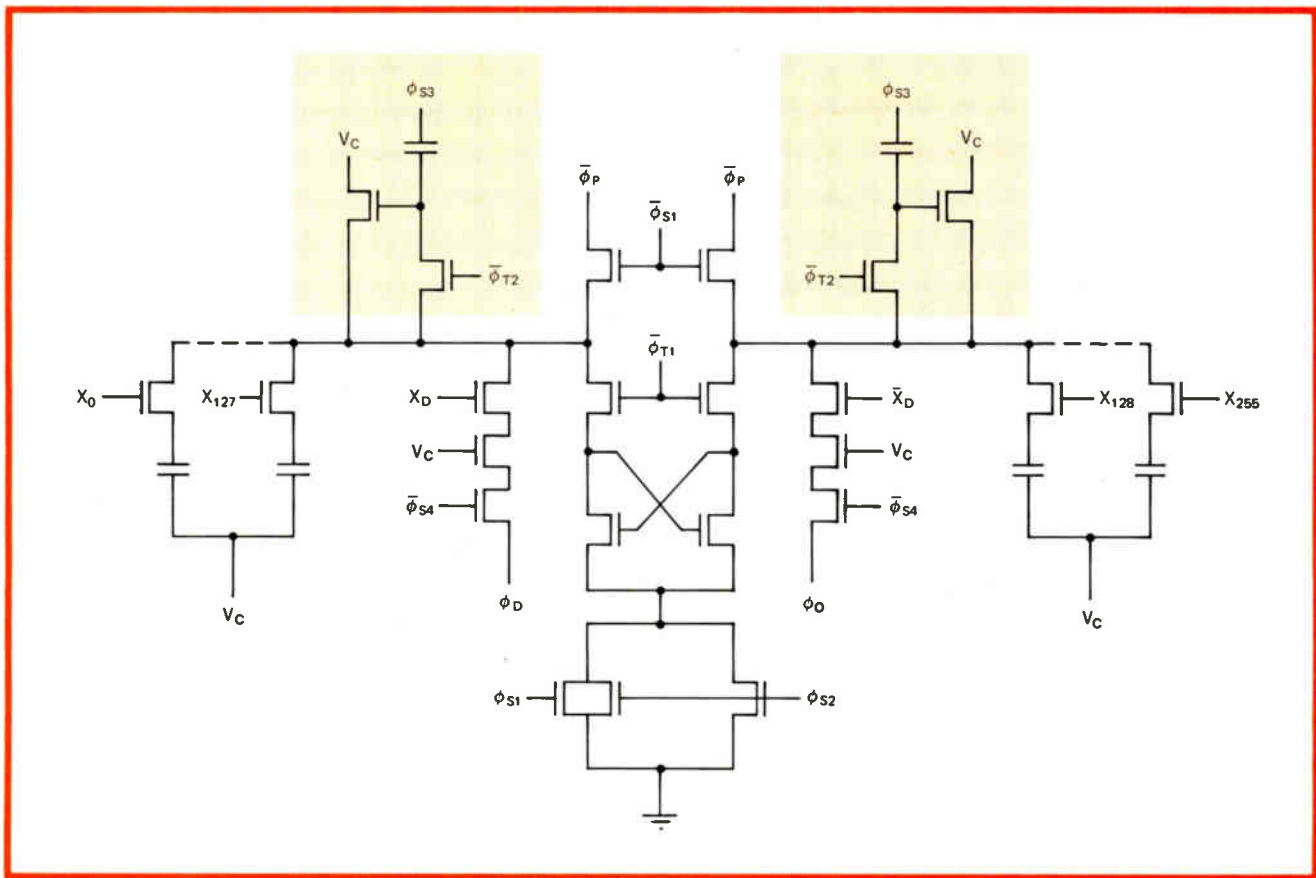 ϕS3 ϕS3
VC VC
ϕ̄P ϕ̄P
ϕ̄S1
ϕ̄T2 ϕ̄T2
ϕ̄T1
X0 X127 XD X̄D X128 X255
VC VC
ϕ̄S4 ϕ̄S4
ϕD ϕO
VC VC
ϕS1 ϕS2